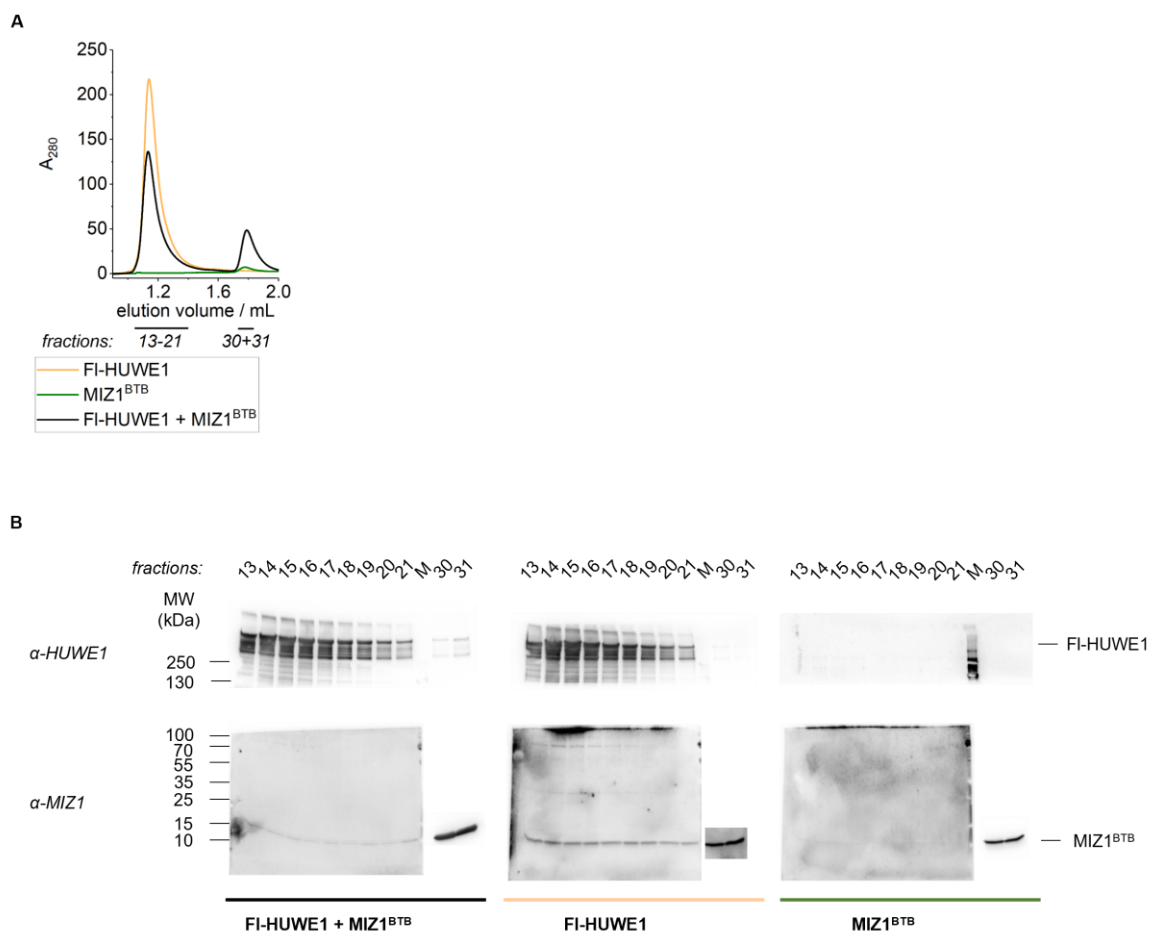 A
250
200
150
100
50
0
A280
1.2 1.6 2.0
elution volume / mL
fractions: 13-21 30+31
Fl-HUWE1
MIZ1BTB
Fl-HUWE1 + MIZ1BTB
B
fractions: 13 14 15 16 17 18 19 20 21 M 30 31 13 14 15 16 17 18 19 20 21 M 30 31 13 14 15 16 17 18 19 20 21 M 30 31
MW
(kDa)
α-HUWE1
250
130
Fl-HUWE1
100
70
55
35
25
15
10
α-MIZ1
MIZ1BTB
Fl-HUWE1 + MIZ1BTB Fl-HUWE1 MIZ1BTB